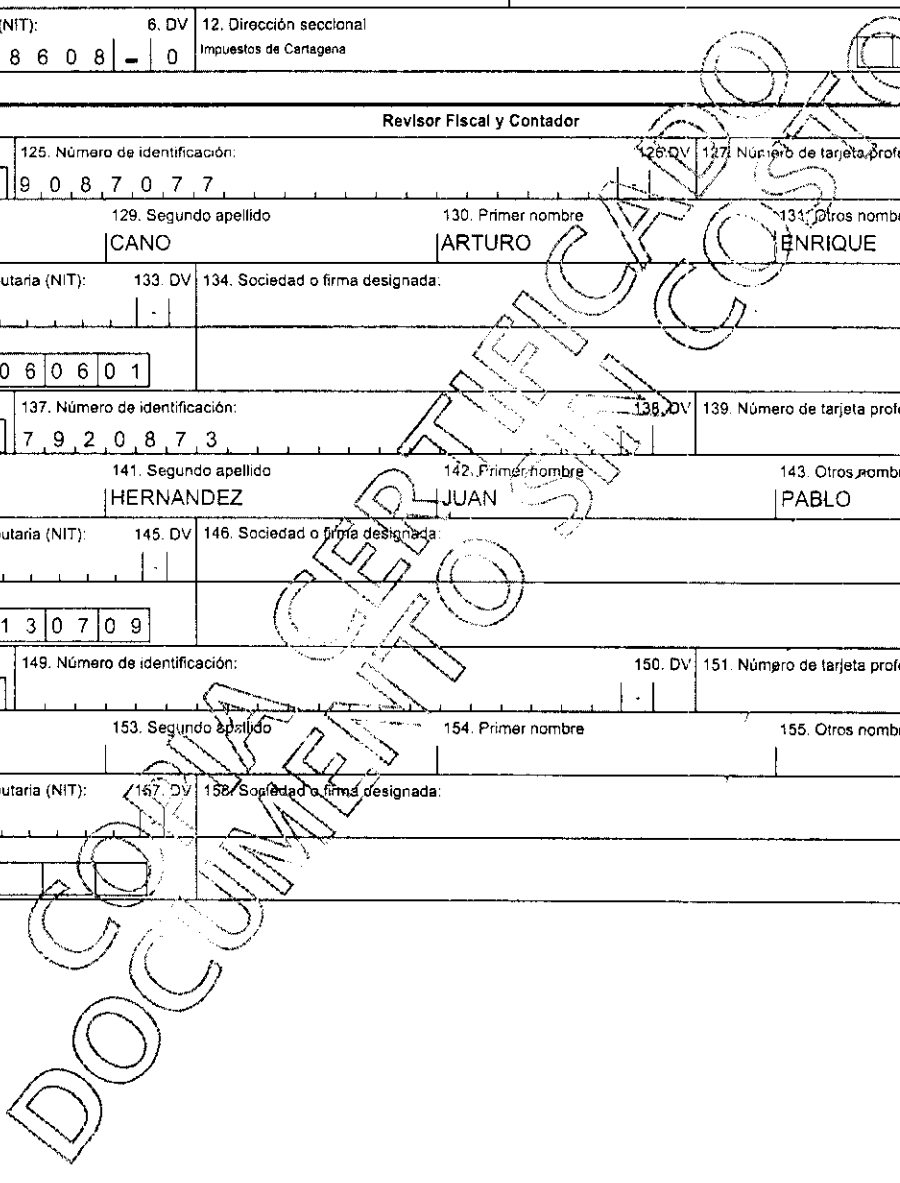 (NIT): 6. DV 12. Dirección seccional
8 6 0 8 - 0 Impuestos de Cartagena
Revisor Fiscal y Contador
125. Número de identificación: 126. DV 127. Número de tarjeta profe
9 0 8 7 0 7 7 -
129. Segundo apellido 130. Primer nombre 131. Otros nombr
CANO ARTURO ENRIQUE
utaria (NIT): 133. DV 134. Sociedad o firma designada:
-
0 6 0 6 0 1
137. Número de identificación: 138. DV 139. Número de tarjeta profe
7 9 2 0 8 7 3
141. Segundo apellido 142. Primer nombre 143. Otros nombr
HERNANDEZ JUAN PABLO
utaria (NIT): 145. DV 146. Sociedad o firma designada:
-
1 3 0 7 0 9
149. Número de identificación: 150. DV 151. Número de tarjeta profe
-
153. Segundo apellido 154. Primer nombre 155. Otros nombr
utaria (NIT): 157. DV 158. Sociedad o firma designada:
COPIA CERTIFICADO
DOCUMENTO SIN COSTO